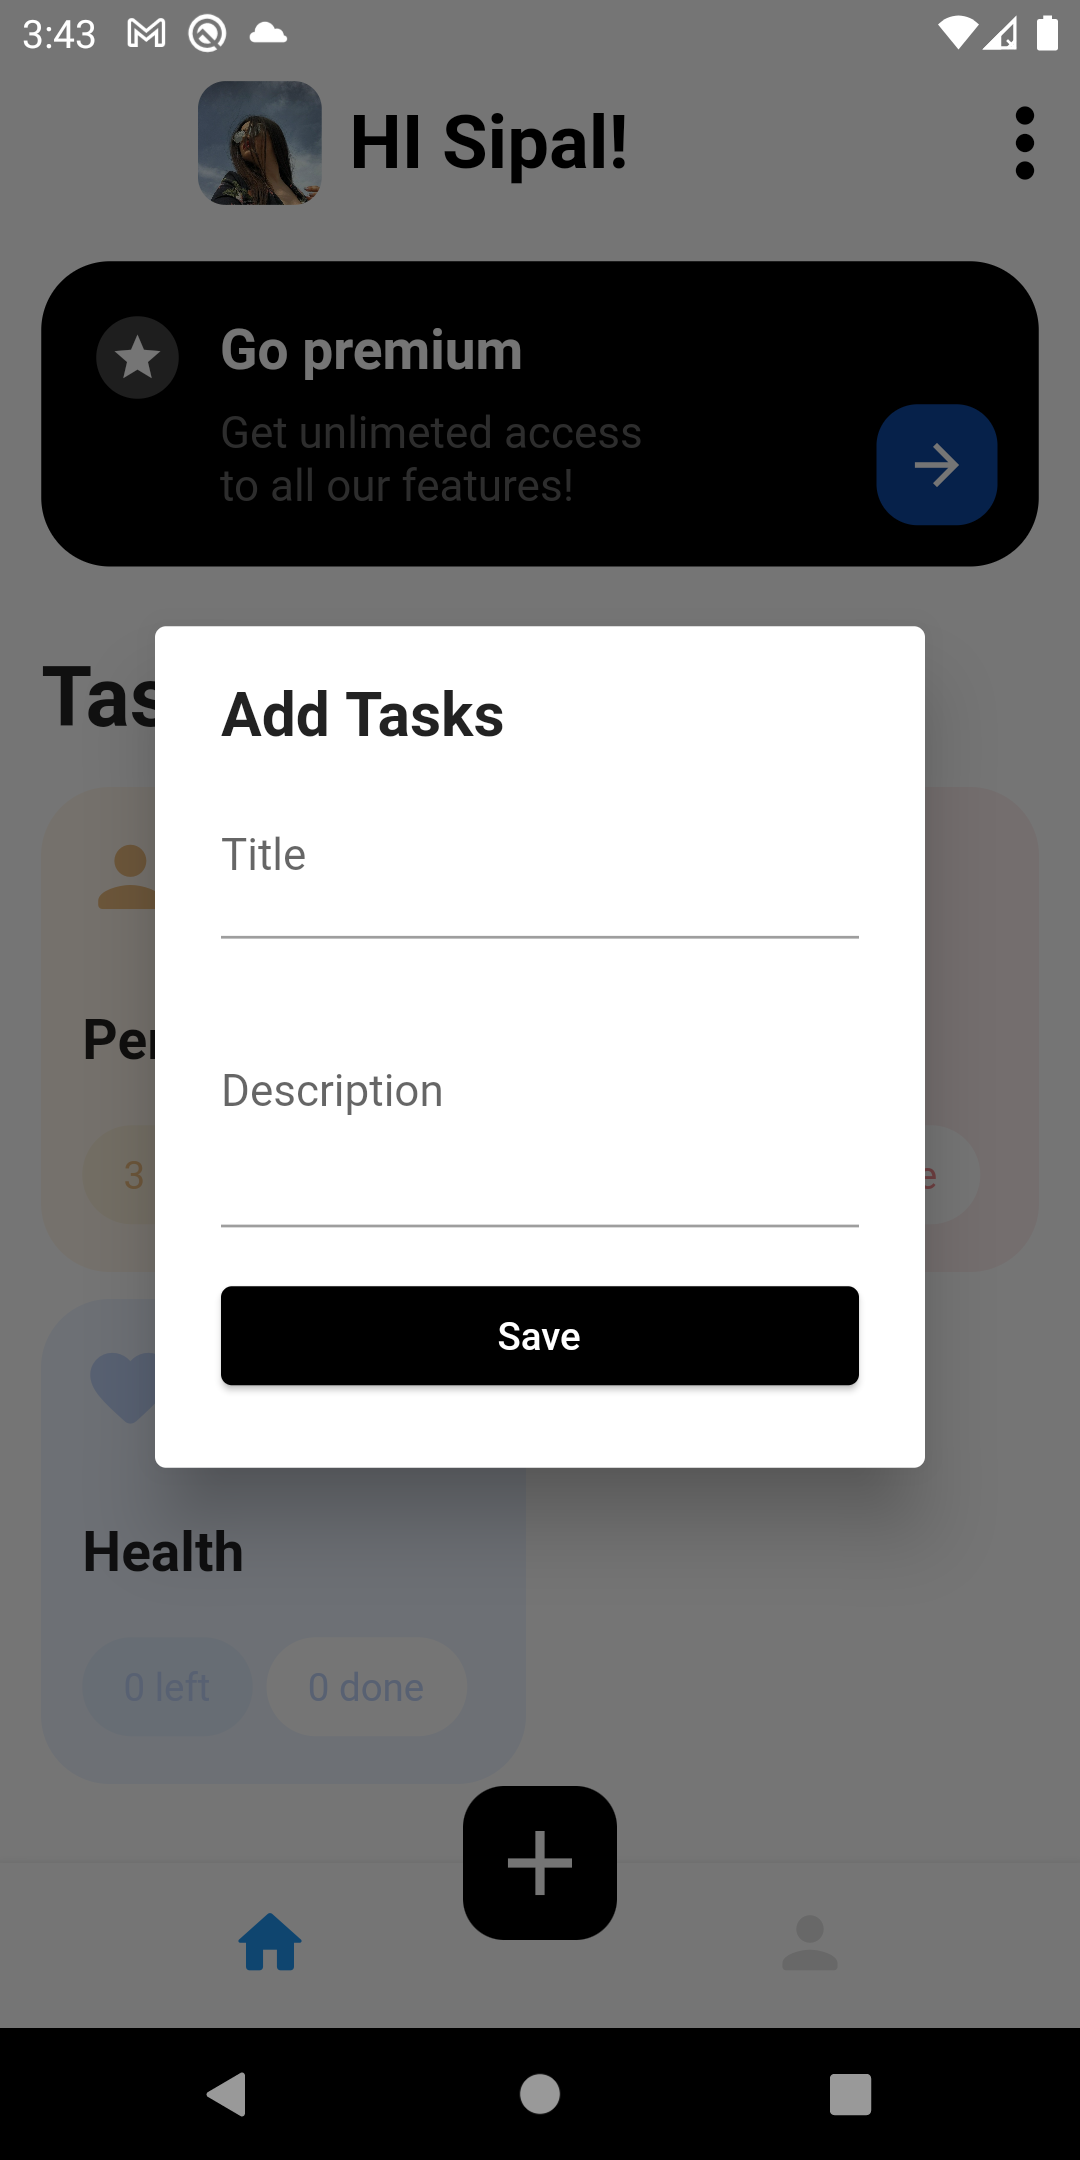 3:43
HI Sipal!
Go premium
Get unlimeted access
to all our features!
Tas
Add Tasks
Title
Per
Description
3
e
Save
Health
0 left
0 done